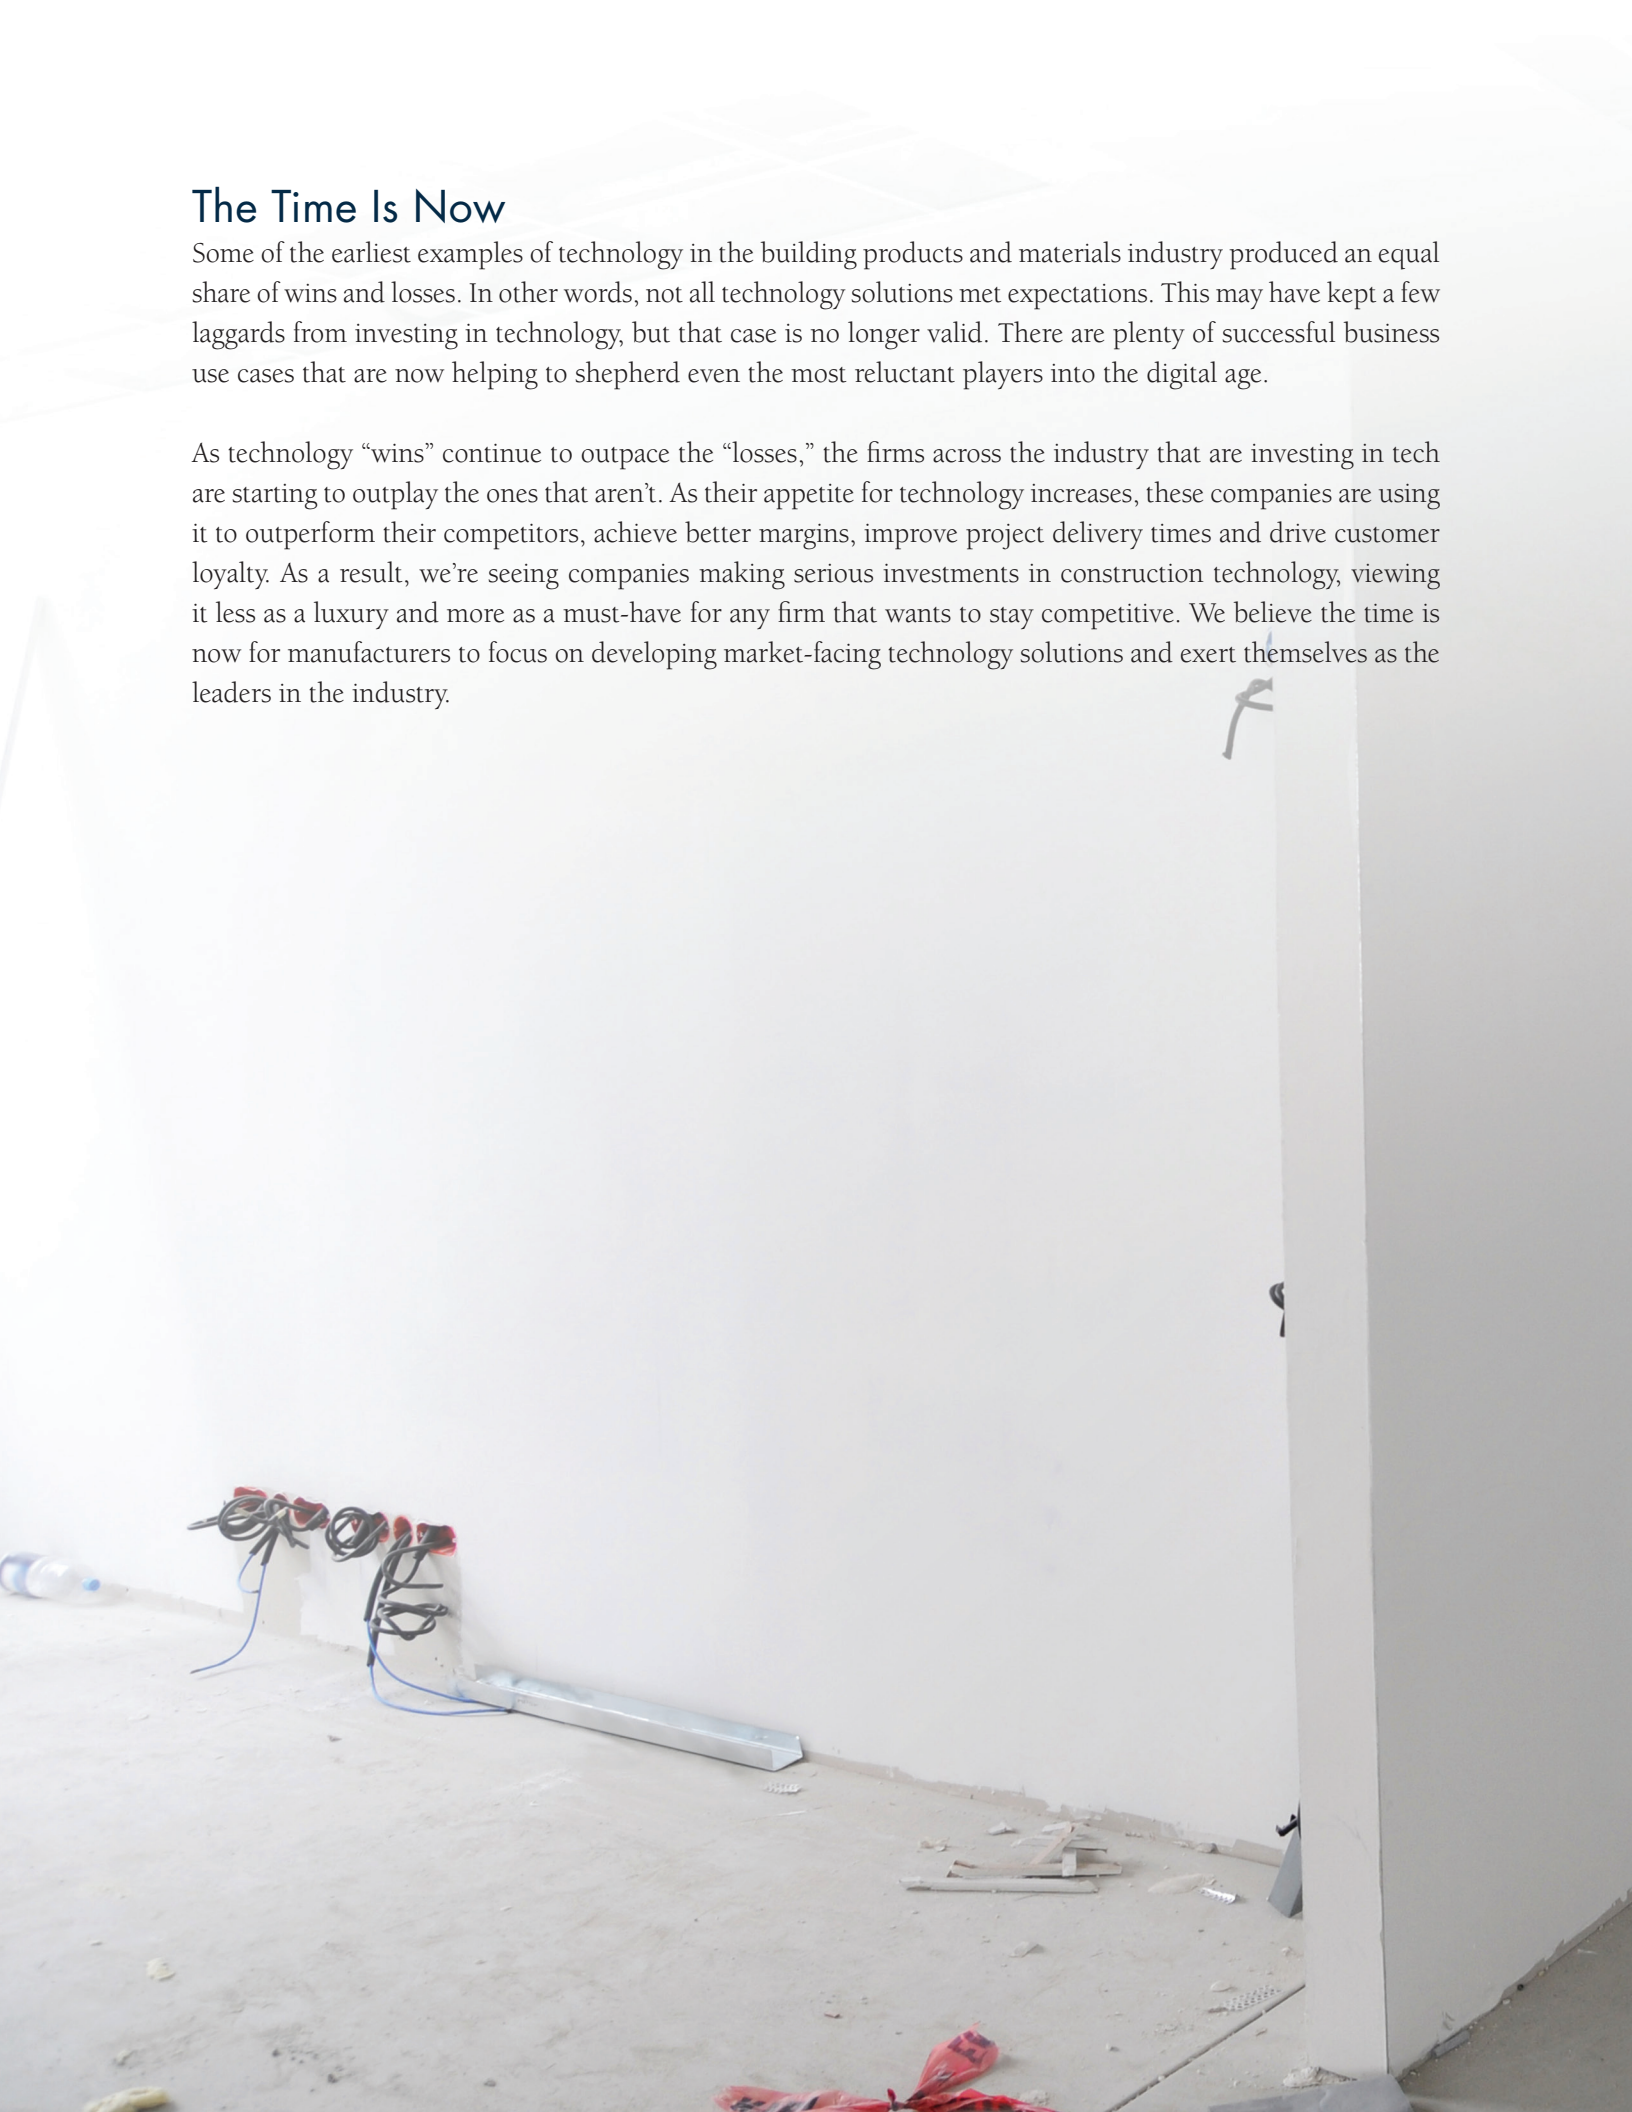 The Time Is Now
Some of the earliest examples of technology in the building products and materials industry produced an equal
share of wins and losses. In other words, not all technology solutions met expectations. This may have kept a few
laggards from investing in technology, but that case is no longer valid. There are plenty of successful business
use cases that are now helping to shepherd even the most reluctant players into the digital age.
As technology “wins” continue to outpace the “losses,” the firms across the industry that are investing in tech
are starting to outplay the ones that aren’t. As their appetite for technology increases, these companies are using
it to outperform their competitors, achieve better margins, improve project delivery times and drive customer
loyalty. As a result, we’re seeing companies making serious investments in construction technology, viewing
it less as a luxury and more as a must-have for any firm that wants to stay competitive. We believe the time is
now for manufacturers to focus on developing market-facing technology solutions and exert themselves as the
leaders in the industry.